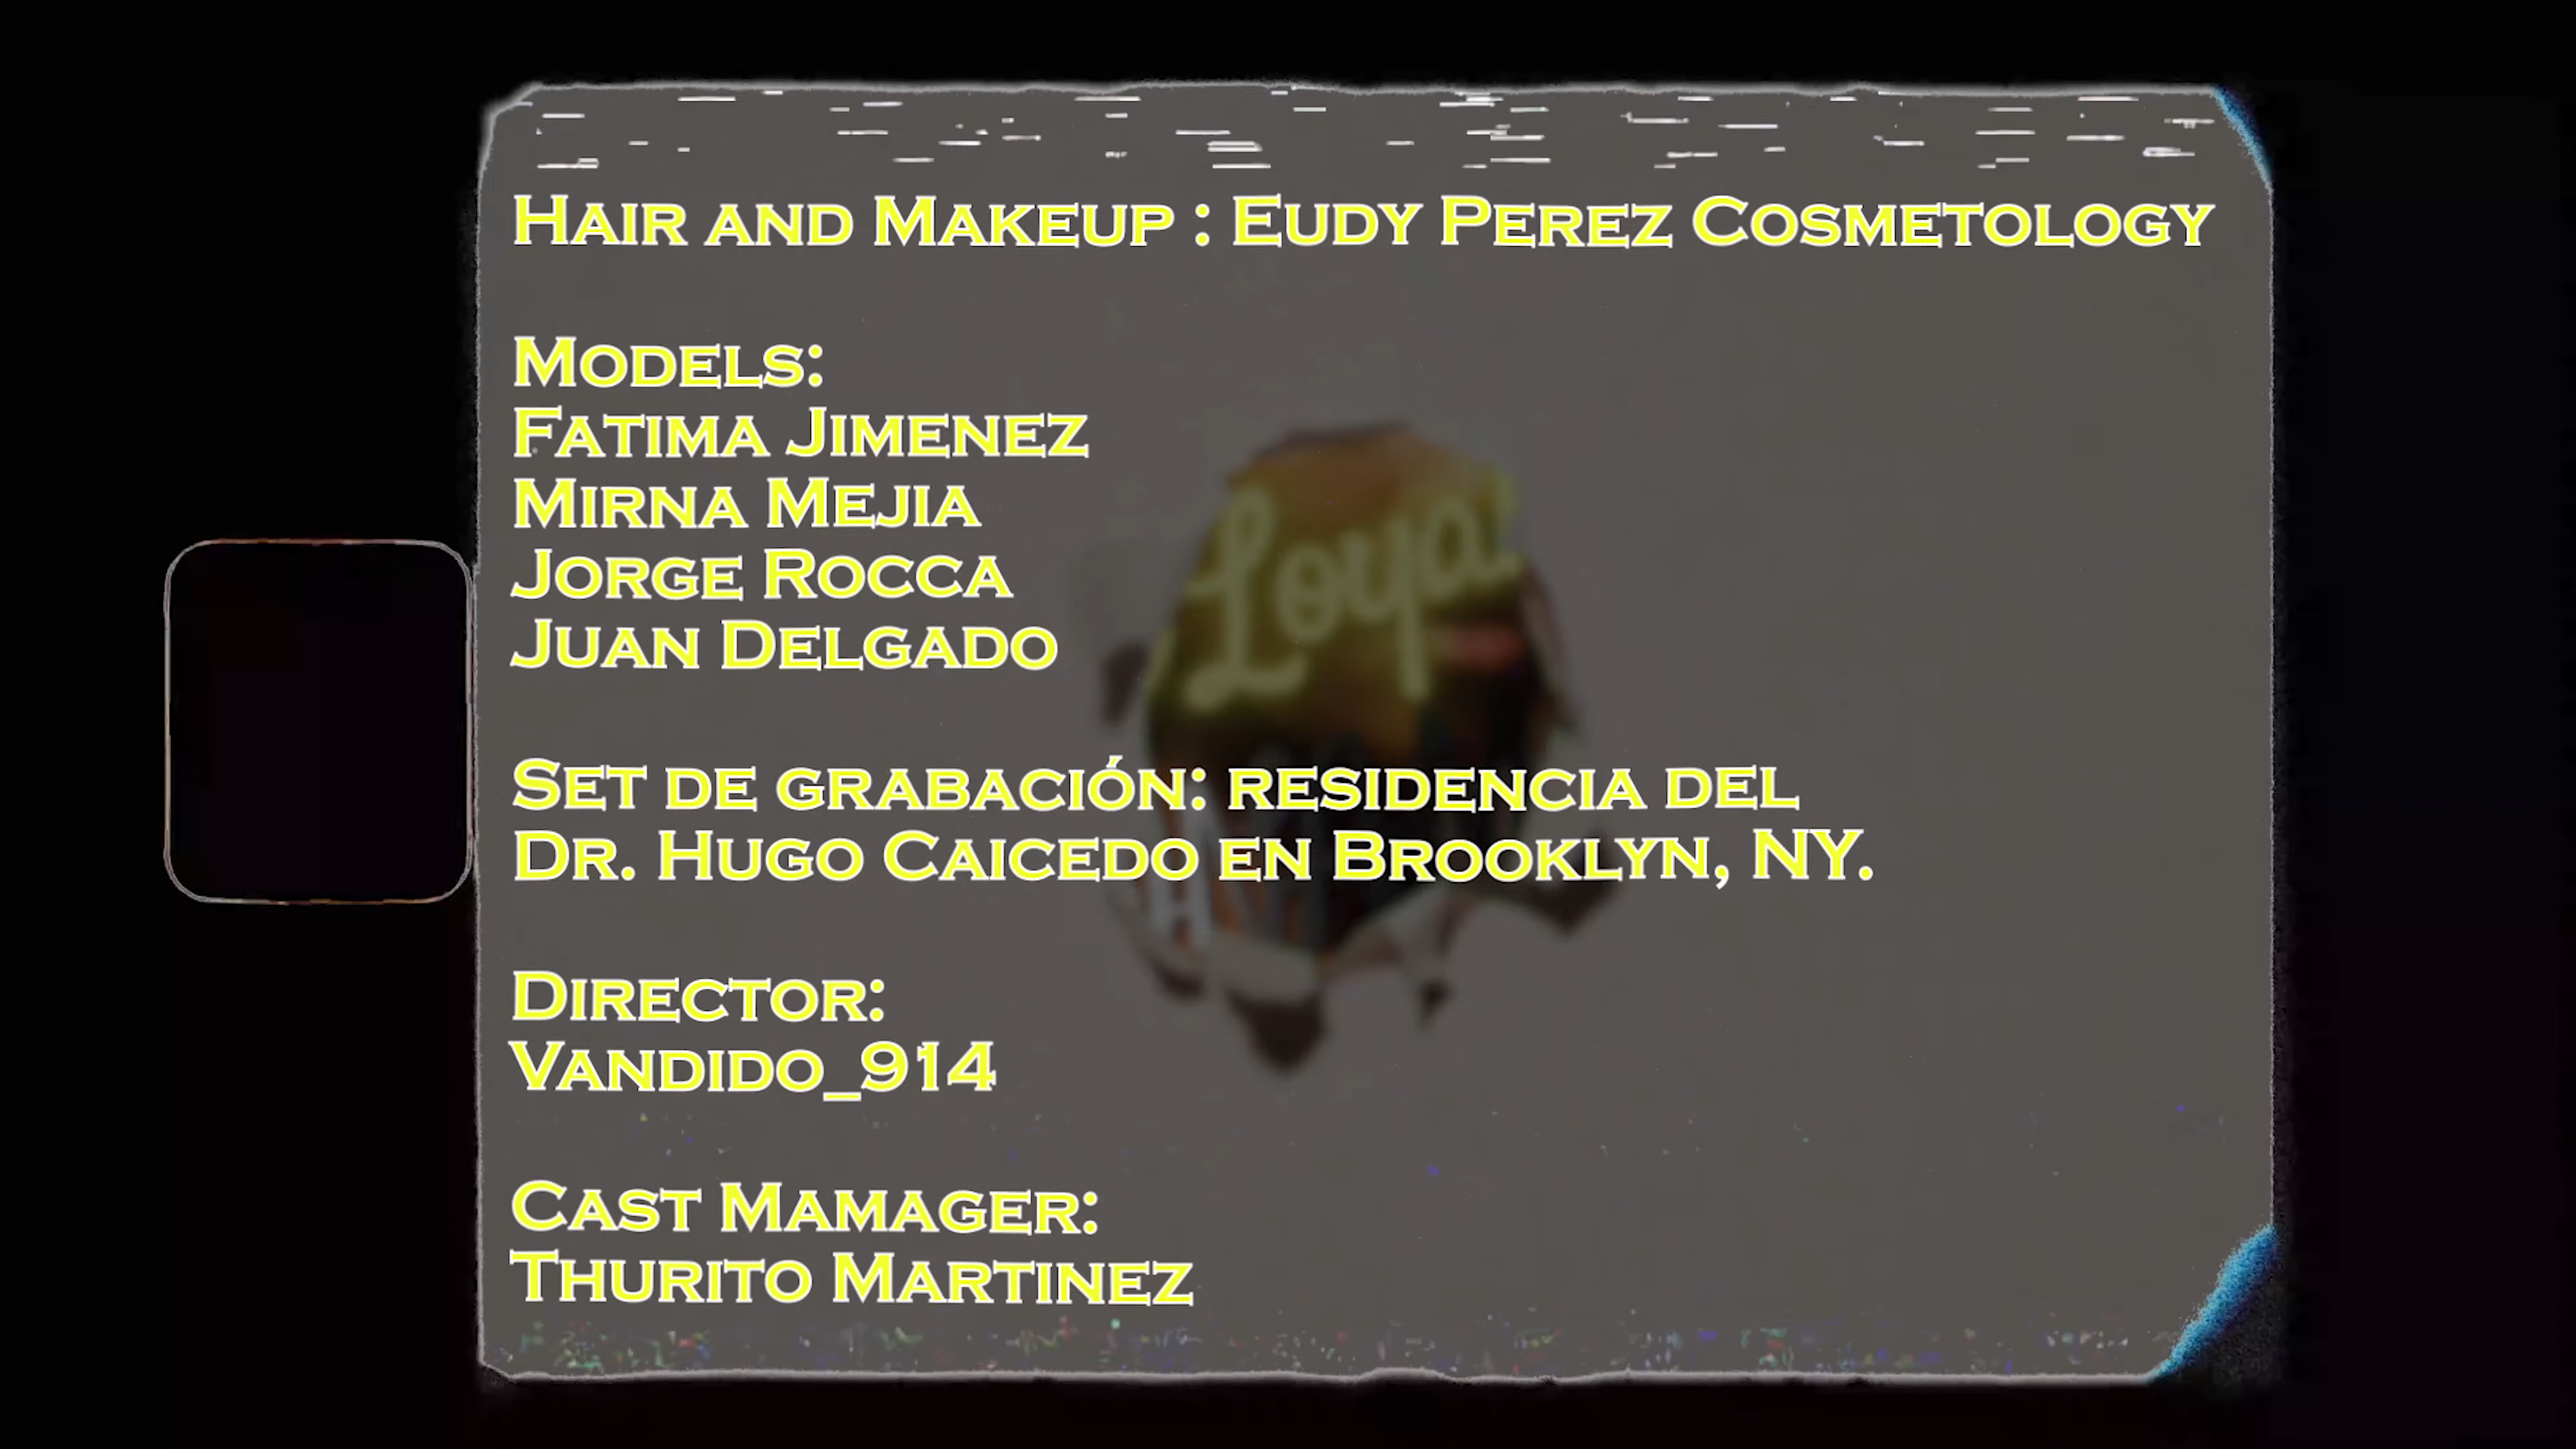 Hair and Makeup : Eudy Perez Cosmetology
Models:
Fatima Jimenez
Mirna Mejia
Jorge Rocca
Juan Delgado
Set de grabación: residencia del
Dr. Hugo Caicedo en Brooklyn, NY.
Director:
Vandido_914
Cast Mamager:
Thurito Martinez